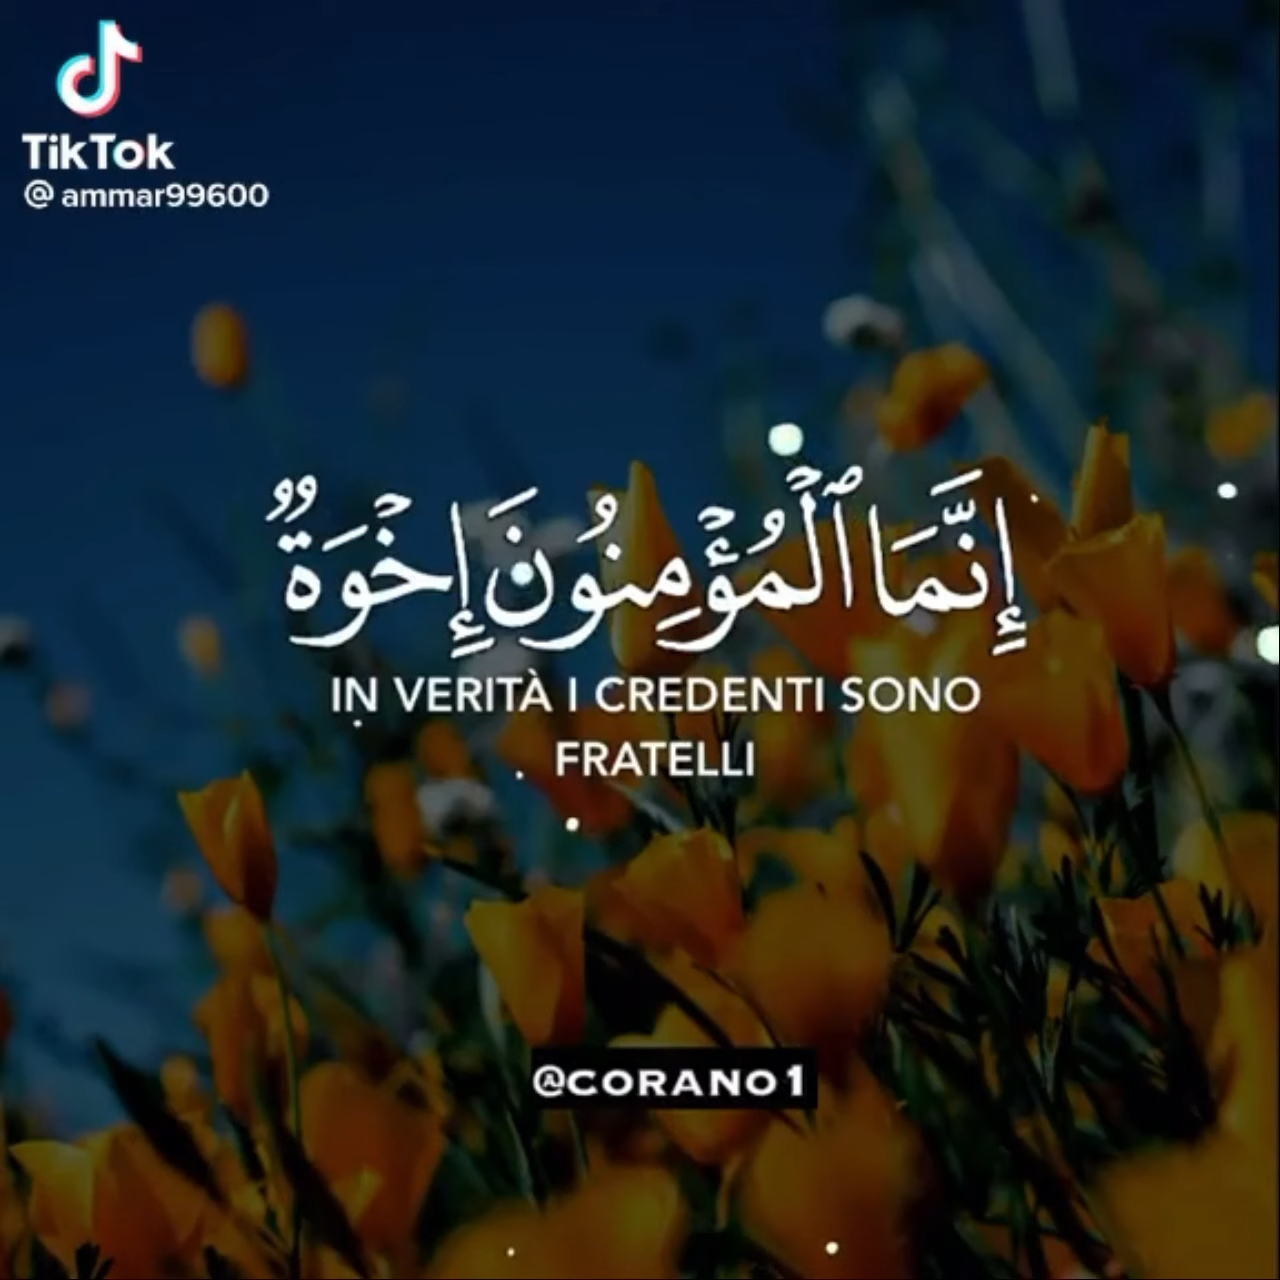 TikTok
@ammar99600
إِنَّمَا ٱلْمُؤْمِنُونَ إِخْوَةٌ
IN VERITÀ I CREDENTI SONO
FRATELLI
@CORANO1